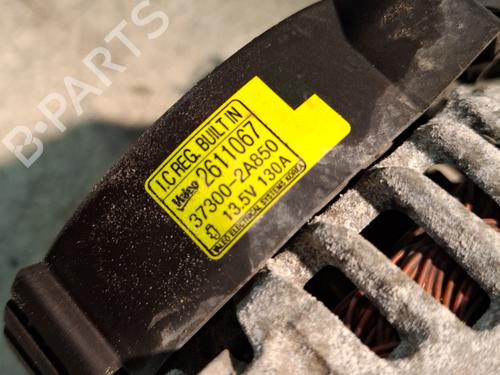 B-PARTS
I.C REG. BUILT IN
Valeo 2611067
37300-2A850
13.5V 130A
VALEO ELECTRICAL SYSTEMS KOREA